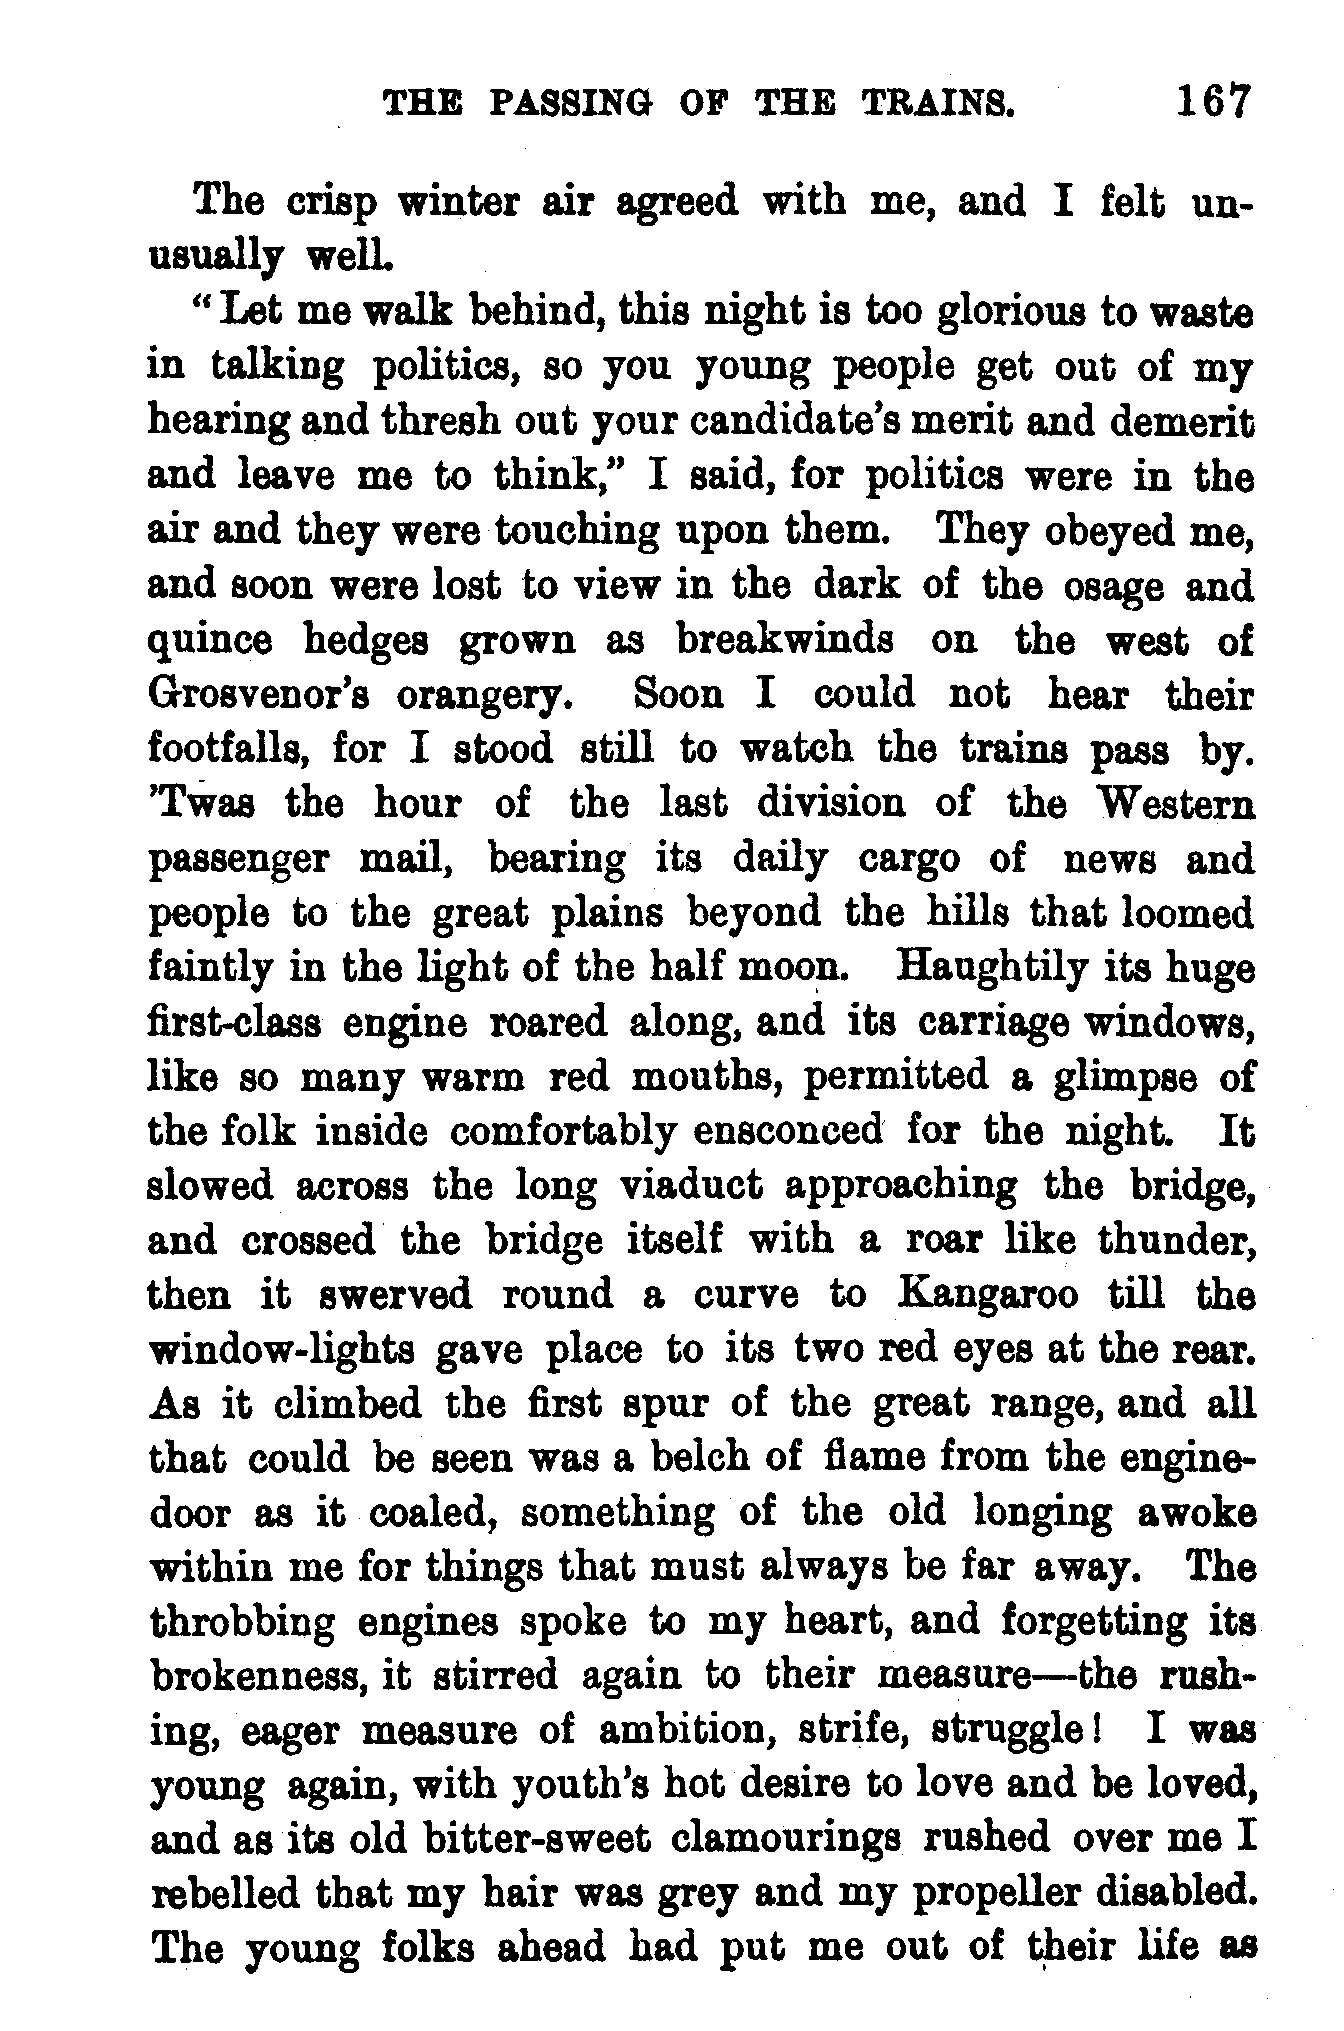 THE PASSING OF THE TRAINS. 167
The crisp winter air agreed with me, and I felt un-
usually well.
“Let me walk behind, this night is too glorious to waste
in talking politics, so you young people get out of my
hearing and thresh out your candidate’s merit and demerit
and leave me to think,” I said, for politics were in the
air and they were touching upon them. They obeyed me,
and soon were lost to view in the dark of the osage and
quince hedges grown as breakwinds on the west of
Grosvenor’s orangery. Soon I could not hear their
footfalls, for I stood still to watch the trains pass by.
’Twas the hour of the last division of the Western
passenger mail, bearing its daily cargo of news and
people to the great plains beyond the hills that loomed
faintly in the light of the half moon. Haughtily its huge
first-class engine roared along, and its carriage windows,
like so many warm red mouths, permitted a glimpse of
the folk inside comfortably ensconced for the night. It
slowed across the long viaduct approaching the bridge,
and crossed the bridge itself with a roar like thunder,
then it swerved round a curve to Kangaroo till the
window-lights gave place to its two red eyes at the rear.
As it climbed the first spur of the great range, and all
that could be seen was a belch of flame from the engine-
door as it coaled, something of the old longing awoke
within me for things that must always be far away. The
throbbing engines spoke to my heart, and forgetting its
brokenness, it stirred again to their measure—the rush-
ing, eager measure of ambition, strife, struggle! I was
young again, with youth’s hot desire to love and be loved,
and as its old bitter-sweet clamourings rushed over me I
rebelled that my hair was grey and my propeller disabled.
The young folks ahead had put me out of their life as